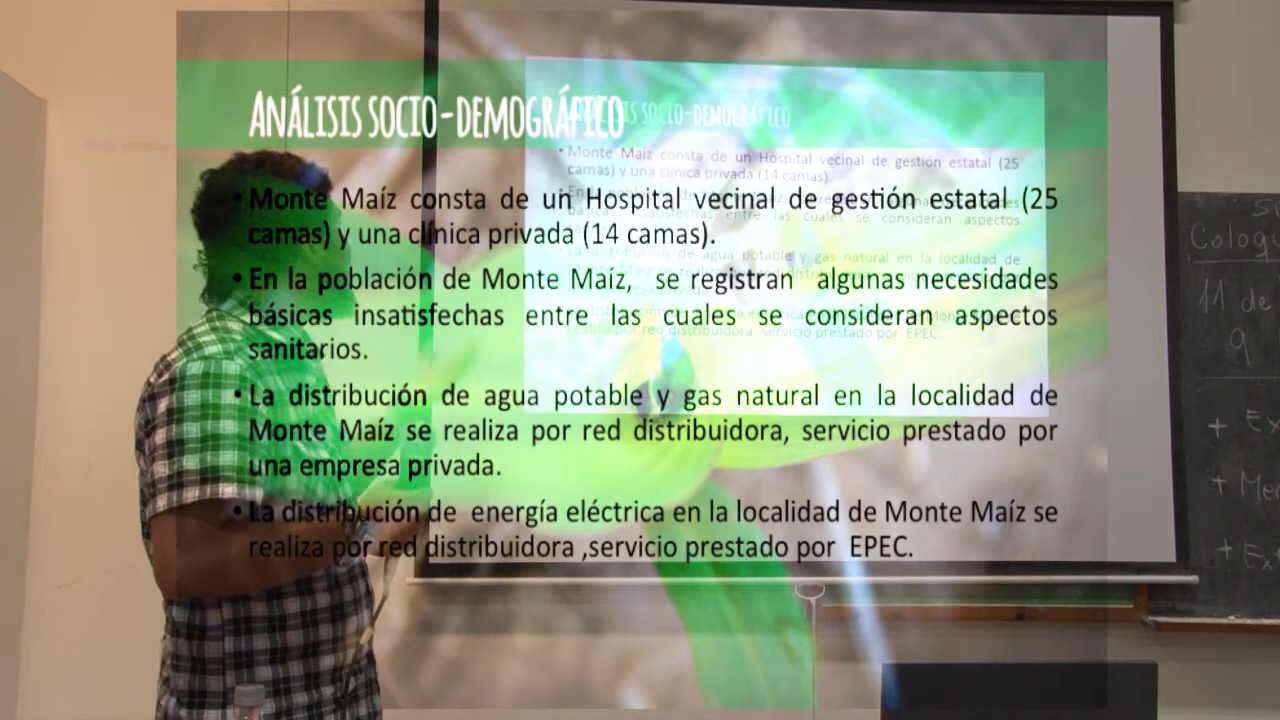 ANÁLISIS SOCIO-DEMOGRÁFICO
• Monte Maíz consta de un Hospital vecinal de gestión estatal (25
camas) y una clínica privada (14 camas).
• En la población de Monte Maíz, se registran algunas necesidades
básicas insatisfechas entre las cuales se consideran aspectos
sanitarios.
• La distribución de agua potable y gas natural en la localidad de
Monte Maíz se realiza por red distribuidora, servicio prestado por
una empresa privada.
• La distribución de energía eléctrica en la localidad de Monte Maíz se
realiza por red distribuidora ,servicio prestado por EPEC.
11 de
9
+
+
+